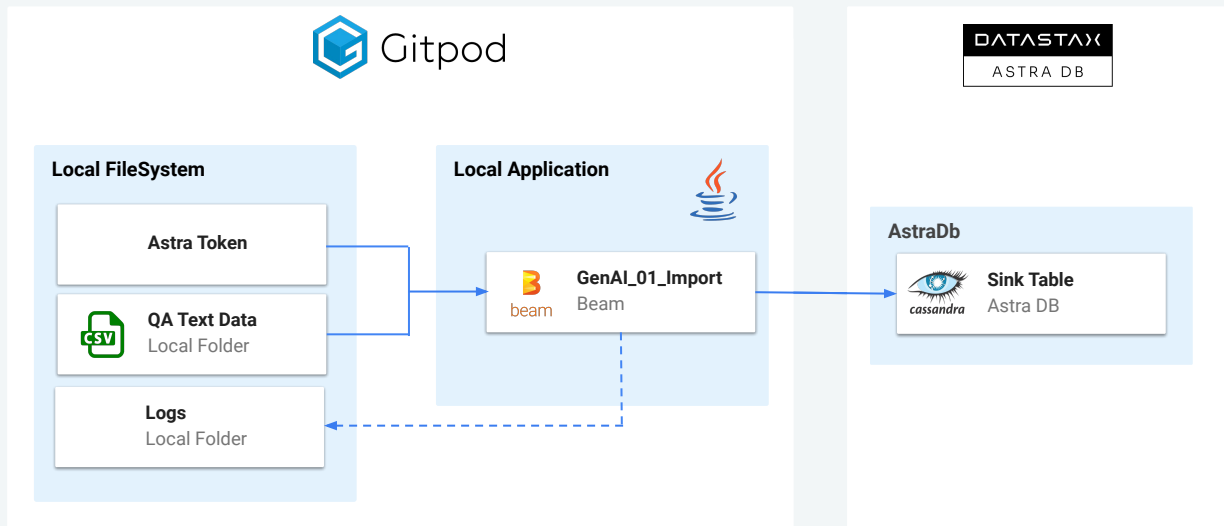 Gitpod
DATASTAX
ASTRA DB
Local FileSystem
Astra Token
CSV
QA Text Data
Local Folder
Logs
Local Folder
Local Application
beam
GenAI_01_Import
Beam
AstraDb
cassandra
Sink Table
Astra DB